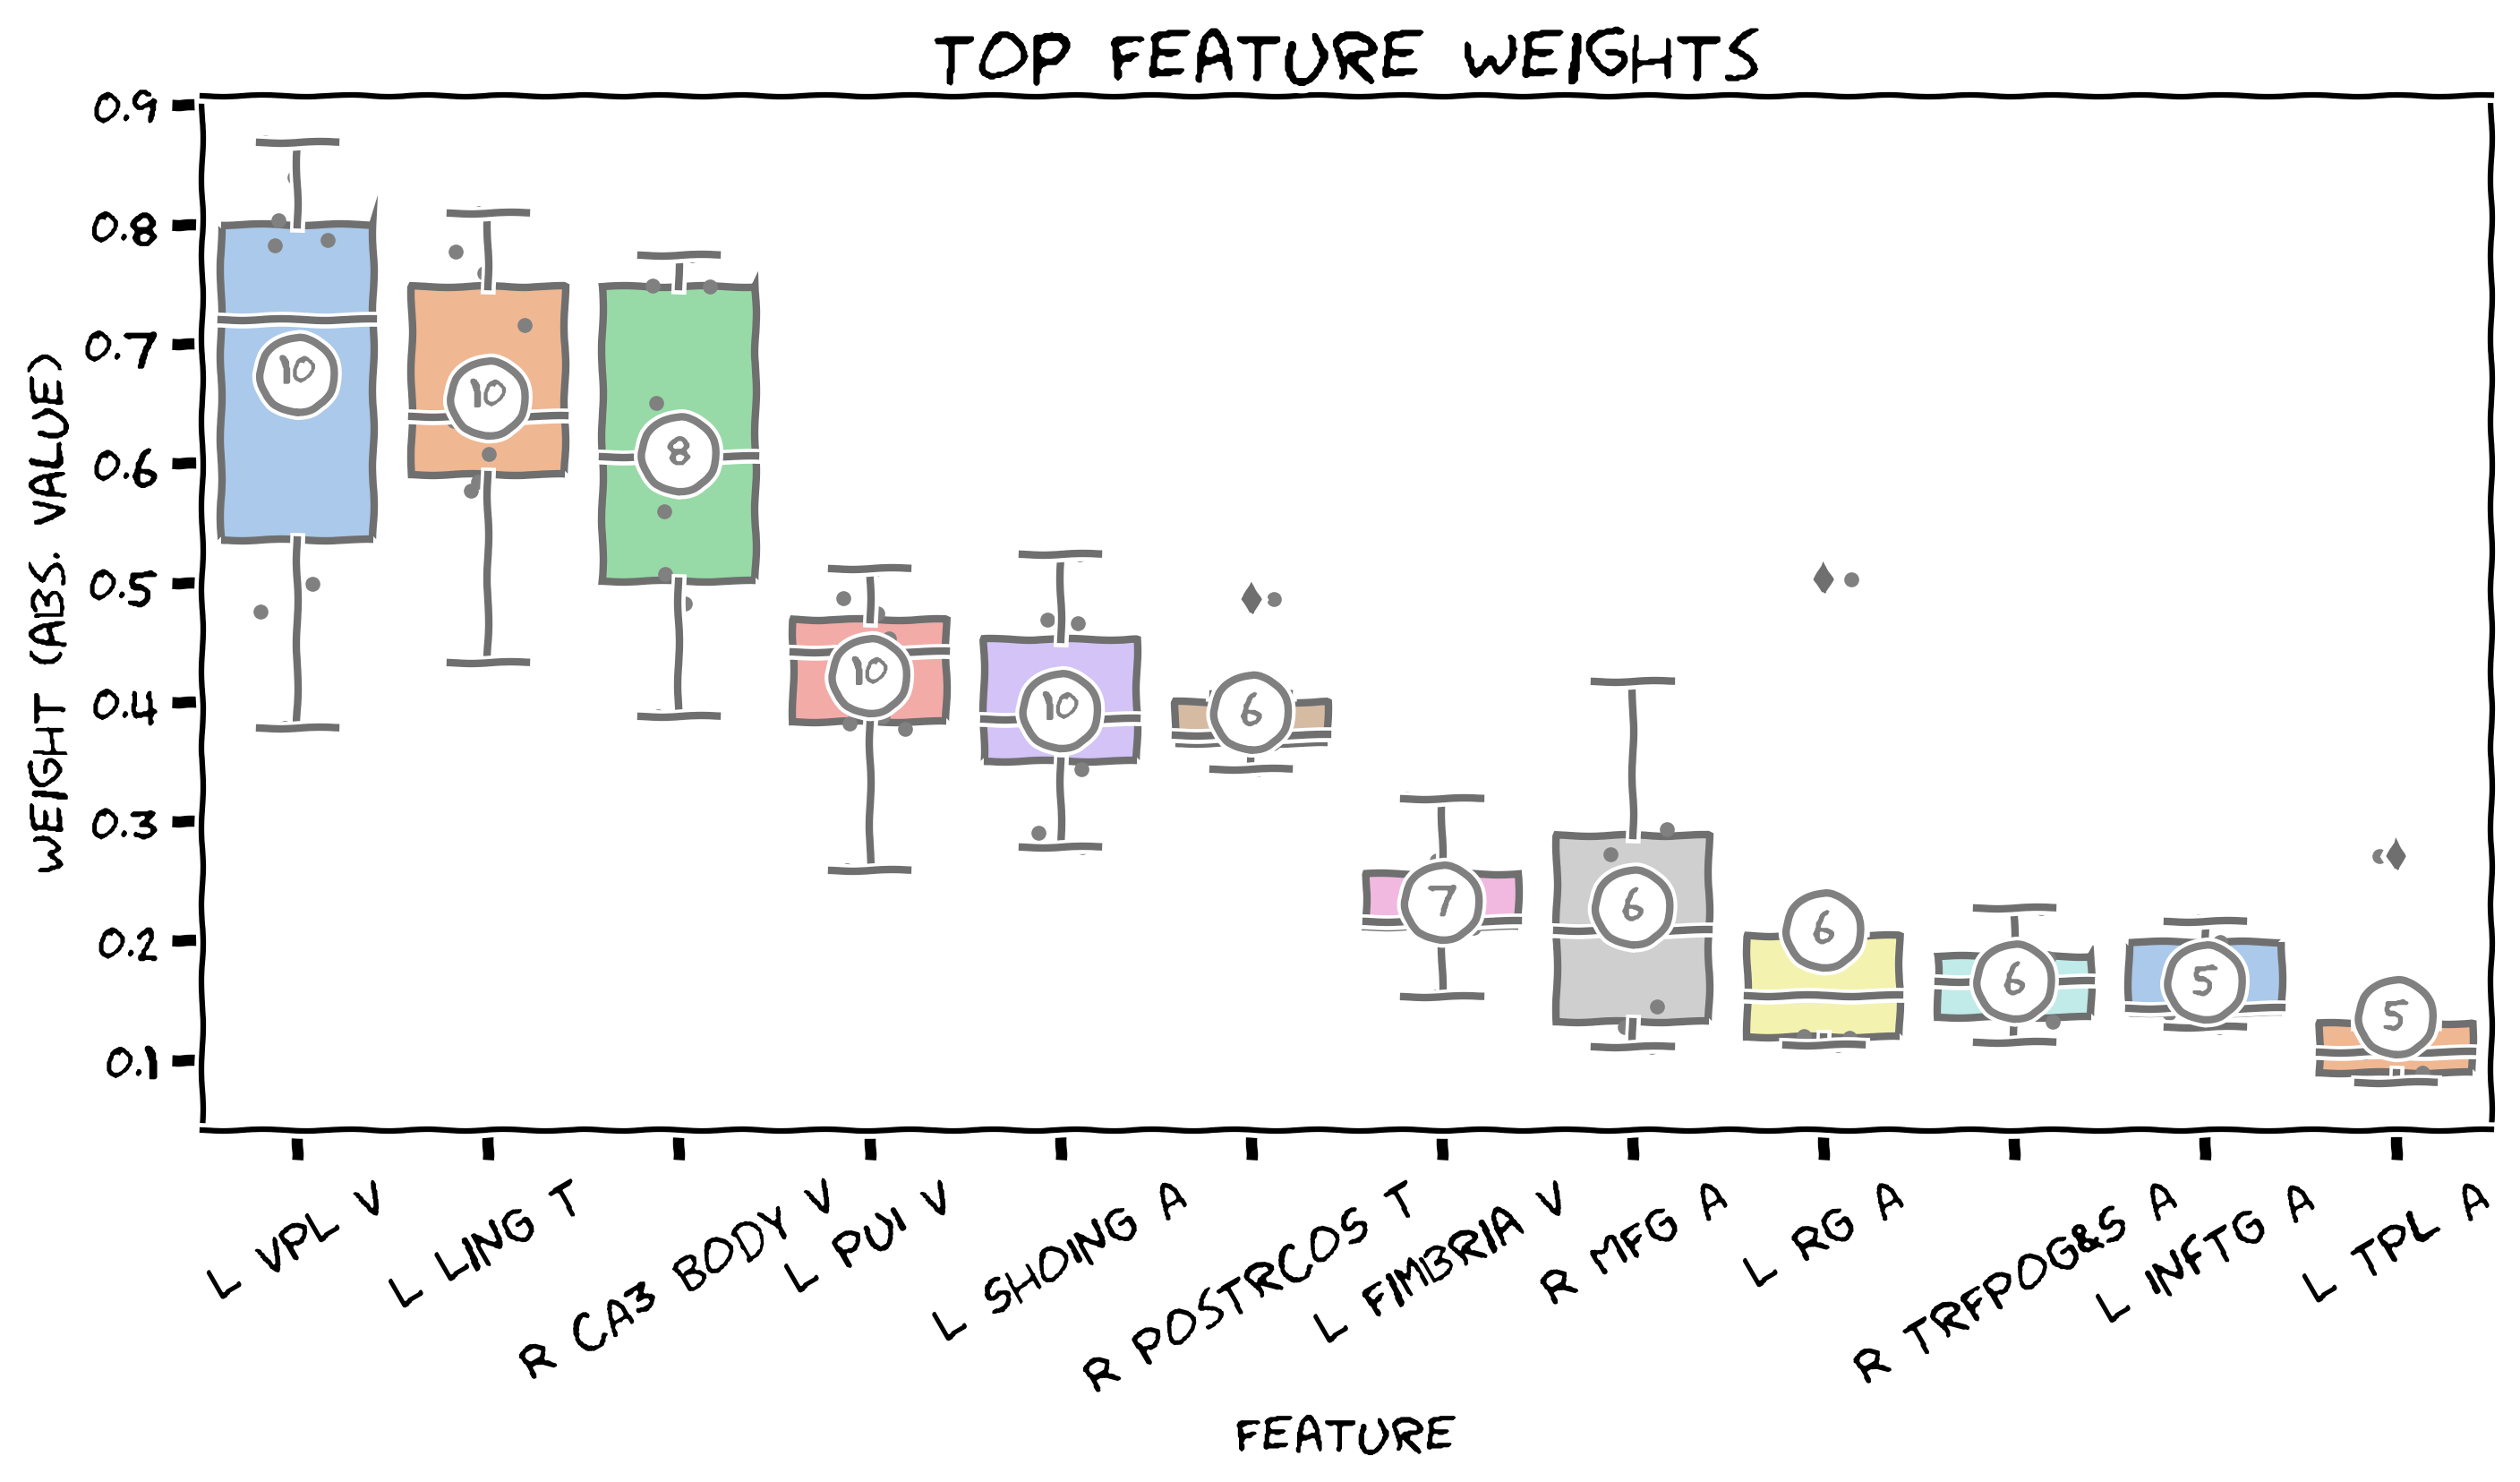 TOP FEATURE WEIGHTS
WEIGHT (ABS. VALUE)
0.9
0.8
0.7
0.6
0.5
0.4
0.3
0.2
0.1
10
10
8
10
10
6
7
6
6
6
5
5
L VPL V
L LING T
R CA3 BODY V
L PUV V
L SHOING A
R POSTRCOS T
L FIMBRIA V
R MFG A
L RG A
R TRFPOG&S A
L INFTG A
L TPL A
FEATURE